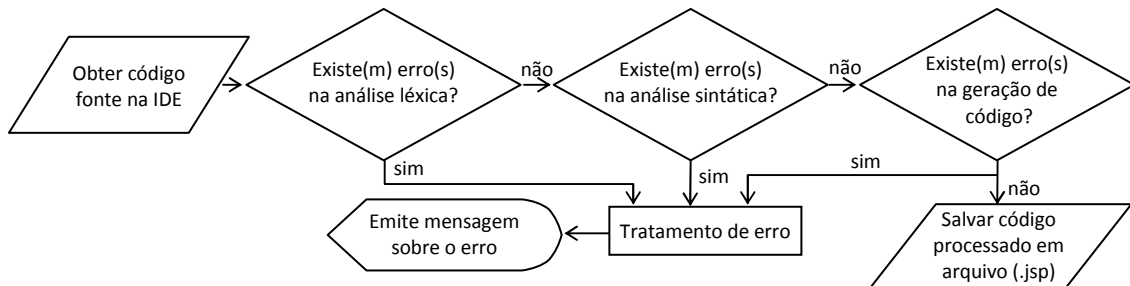 Obter código
fonte na IDE
Existe(m) erro(s)
na análise léxica?
não
Existe(m) erro(s)
na análise sintática?
não
Existe(m) erro(s)
na geração de
código?
sim
sim
sim
não
Emite mensagem
sobre o erro
Tratamento de erro
Salvar código
processado em
arquivo (.jsp)